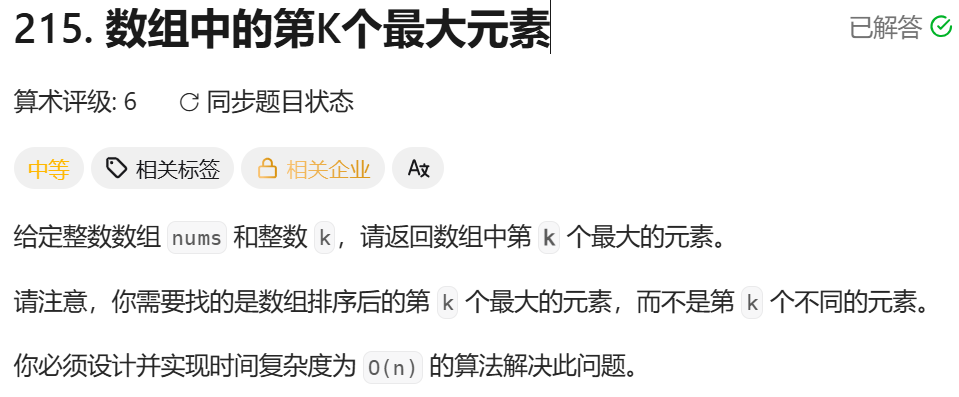 215. 数组中的第K个最大元素
已解答
算术评级: 6 同步题目状态
中等 相关标签 相关企业 A文
给定整数数组 nums 和整数 k，请返回数组中第 k 个最大的元素。
请注意，你需要找的是数组排序后的第 k 个最大的元素，而不是第 k 个不同的元素。
你必须设计并实现时间复杂度为 O(n) 的算法解决此问题。